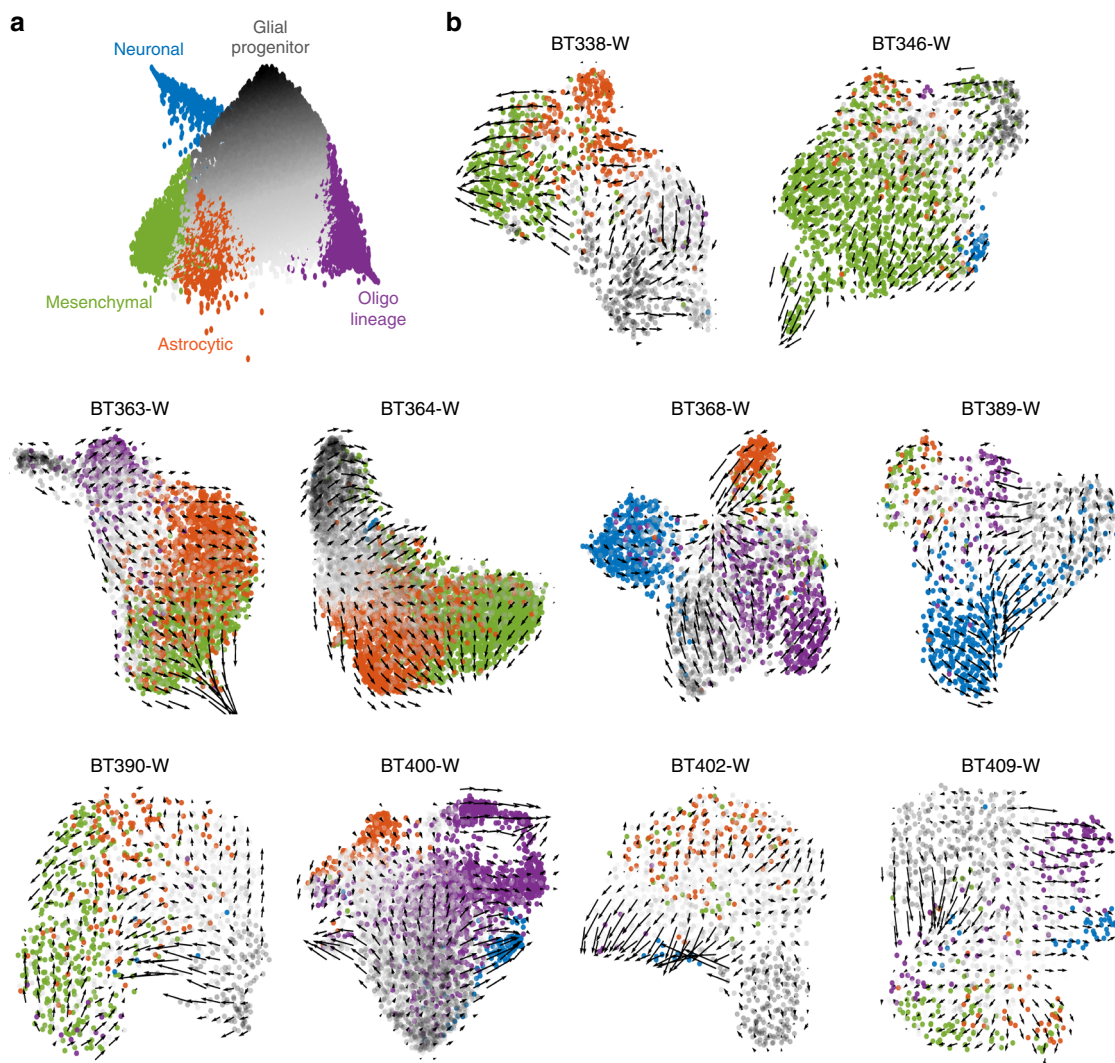 a
Glial
progenitor
Neuronal
Mesenchymal
Astrocytic
Oligo
lineage
b
BT338-W
BT346-W
BT363-W
BT364-W
BT368-W
BT389-W
BT390-W
BT400-W
BT402-W
BT409-W